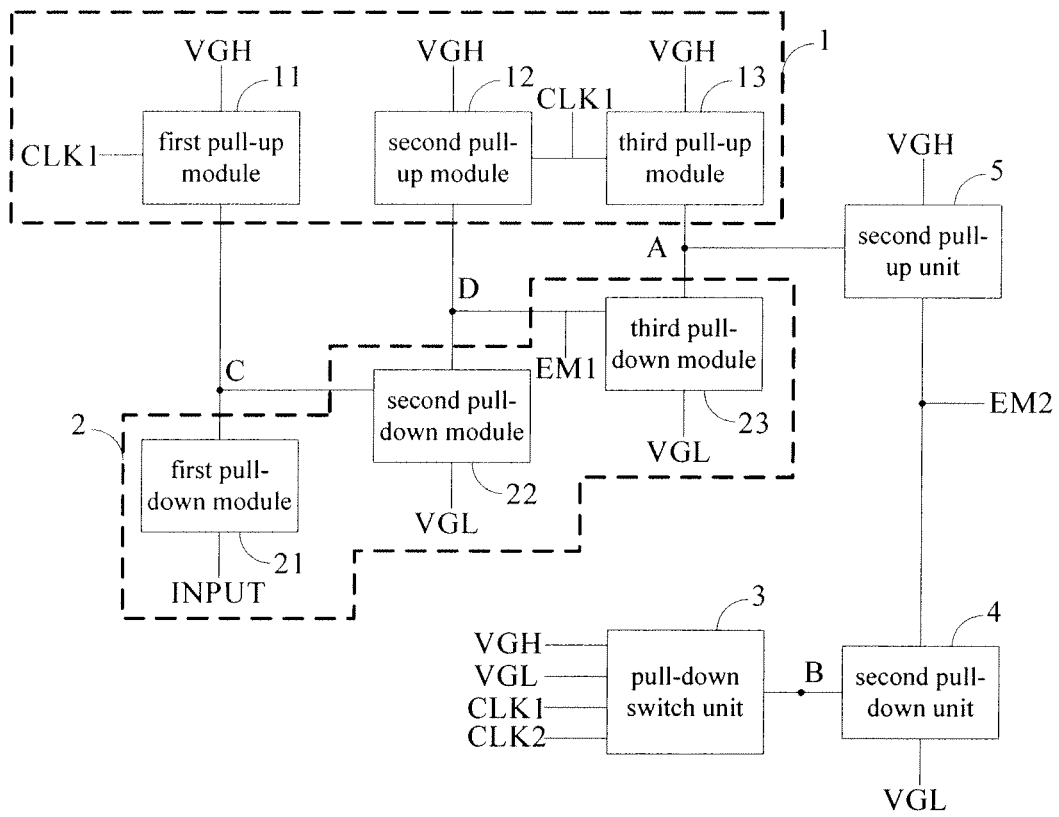 1
VGH
VGH
VGH
11
12
13
CLK1
CLK1
first pull-up
module
second pull-
up module
third pull-up
module
VGH
5
second pull-
up unit
A
D
third pull-
down module
EM1
C
second pull-
down module
23
EM2
2
VGL
first pull-
down module
22
VGL
21
INPUT
3
4
VGH
VGL
CLK1
CLK2
pull-down
switch unit
B
second pull-
down unit
VGL